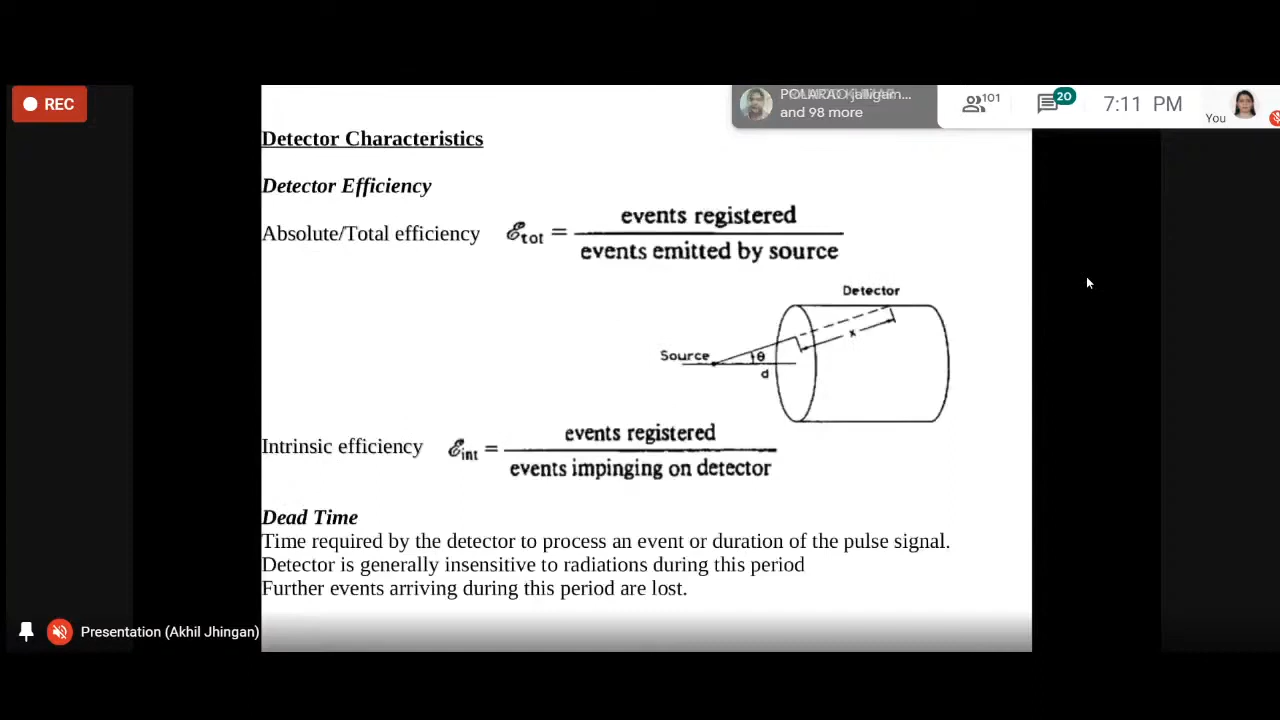 REC
jaligam...
and 98 more
101
20
7:11 PM
You
Detector Characteristics
Detector Efficiency
Absolute/Total efficiency
ℰtot = events registered
events emitted by source
Detector
x
Source
θ
d
Intrinsic efficiency
ℰint = events registered
events impinging on detector
Dead Time
Time required by the detector to process an event or duration of the pulse signal.
Detector is generally insensitive to radiations during this period
Further events arriving during this period are lost.
Presentation (Akhil Jhingan)